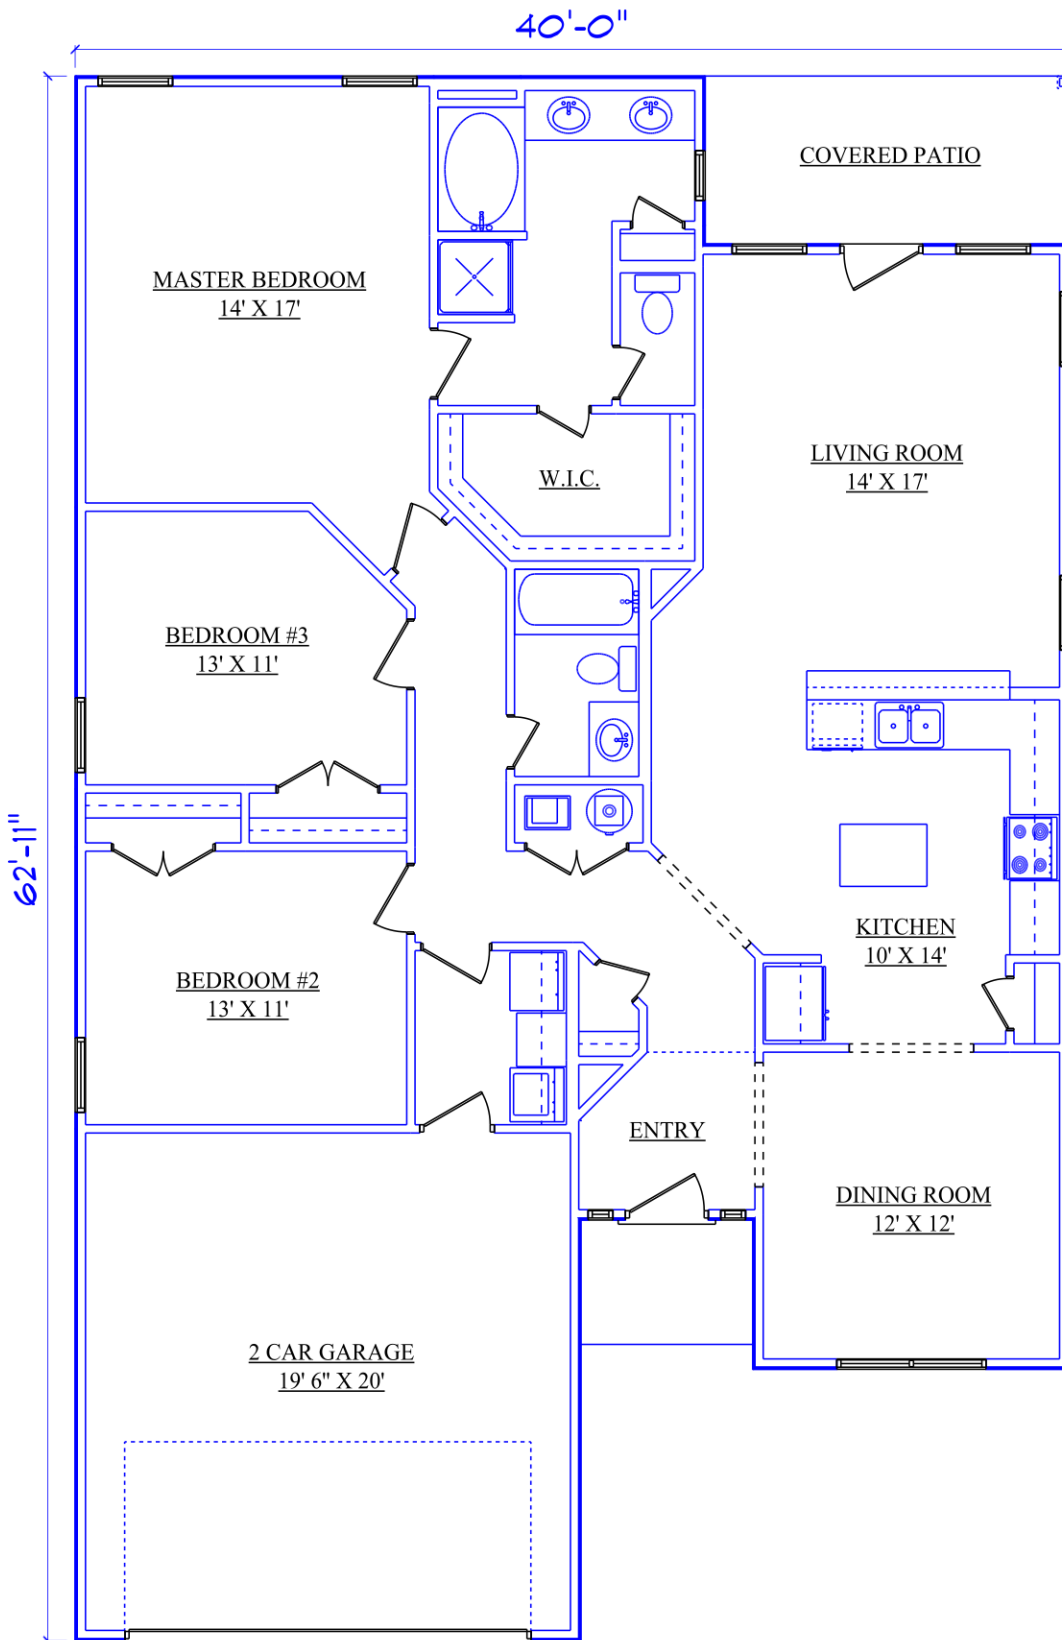 40'-0"
COVERED PATIO
MASTER BEDROOM
14' X 17'
LIVING ROOM
14' X 17'
W.I.C.
BEDROOM #3
13' X 11'
62'-11"
KITCHEN
10' X 14'
BEDROOM #2
13' X 11'
ENTRY
DINING ROOM
12' X 12'
2 CAR GARAGE
19' 6" X 20'